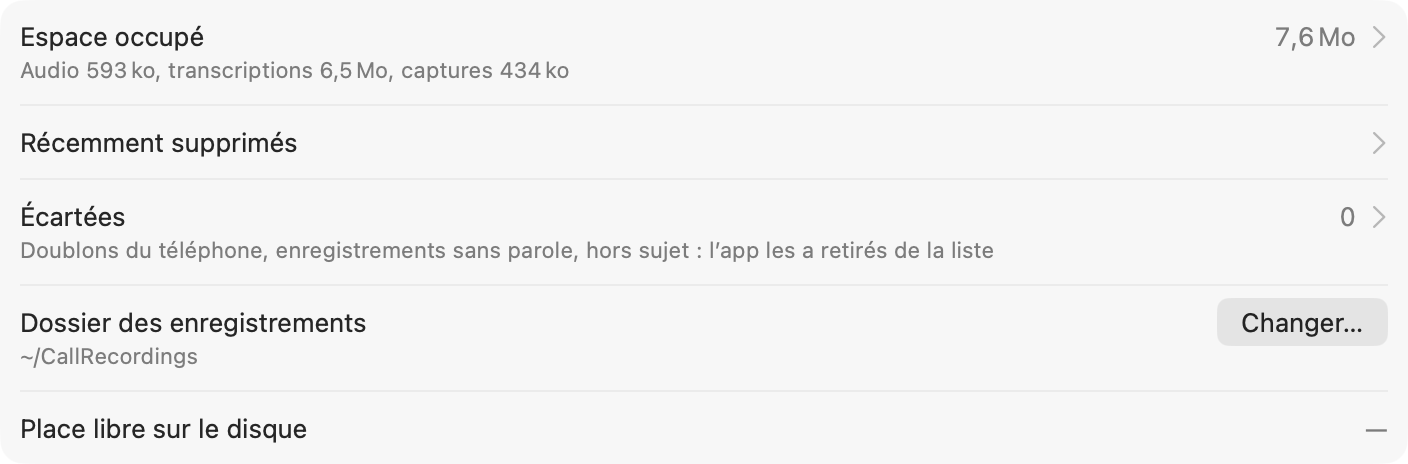 Espace occupé
7,6 Mo
Audio 593 ko, transcriptions 6,5 Mo, captures 434 ko
Récemment supprimés
Écartées
0
Doublons du téléphone, enregistrements sans parole, hors sujet : l’app les a retirés de la liste
Dossier des enregistrements
Changer...
~/CallRecordings
Place libre sur le disque
—